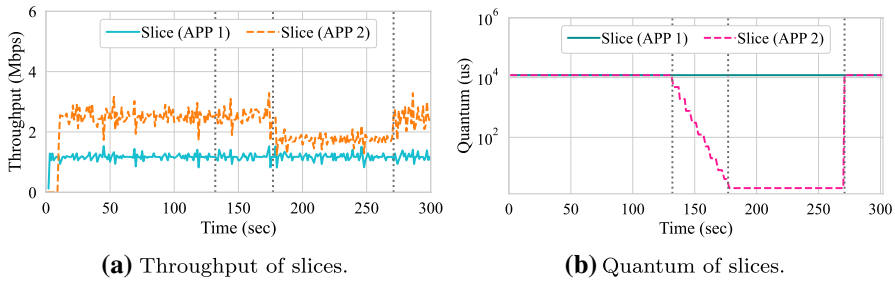 Slice (APP 1) Slice (APP 2)
Throughput (Mbps)
6
4
2
0
0 50 100 150 200 250 300
Time (sec)
(a) Throughput of slices.
Slice (APP 1) Slice (APP 2)
Quantum (us)
10^6
10^4
10^2
0 50 100 150 200 250 300
Time (sec)
(b) Quantum of slices.